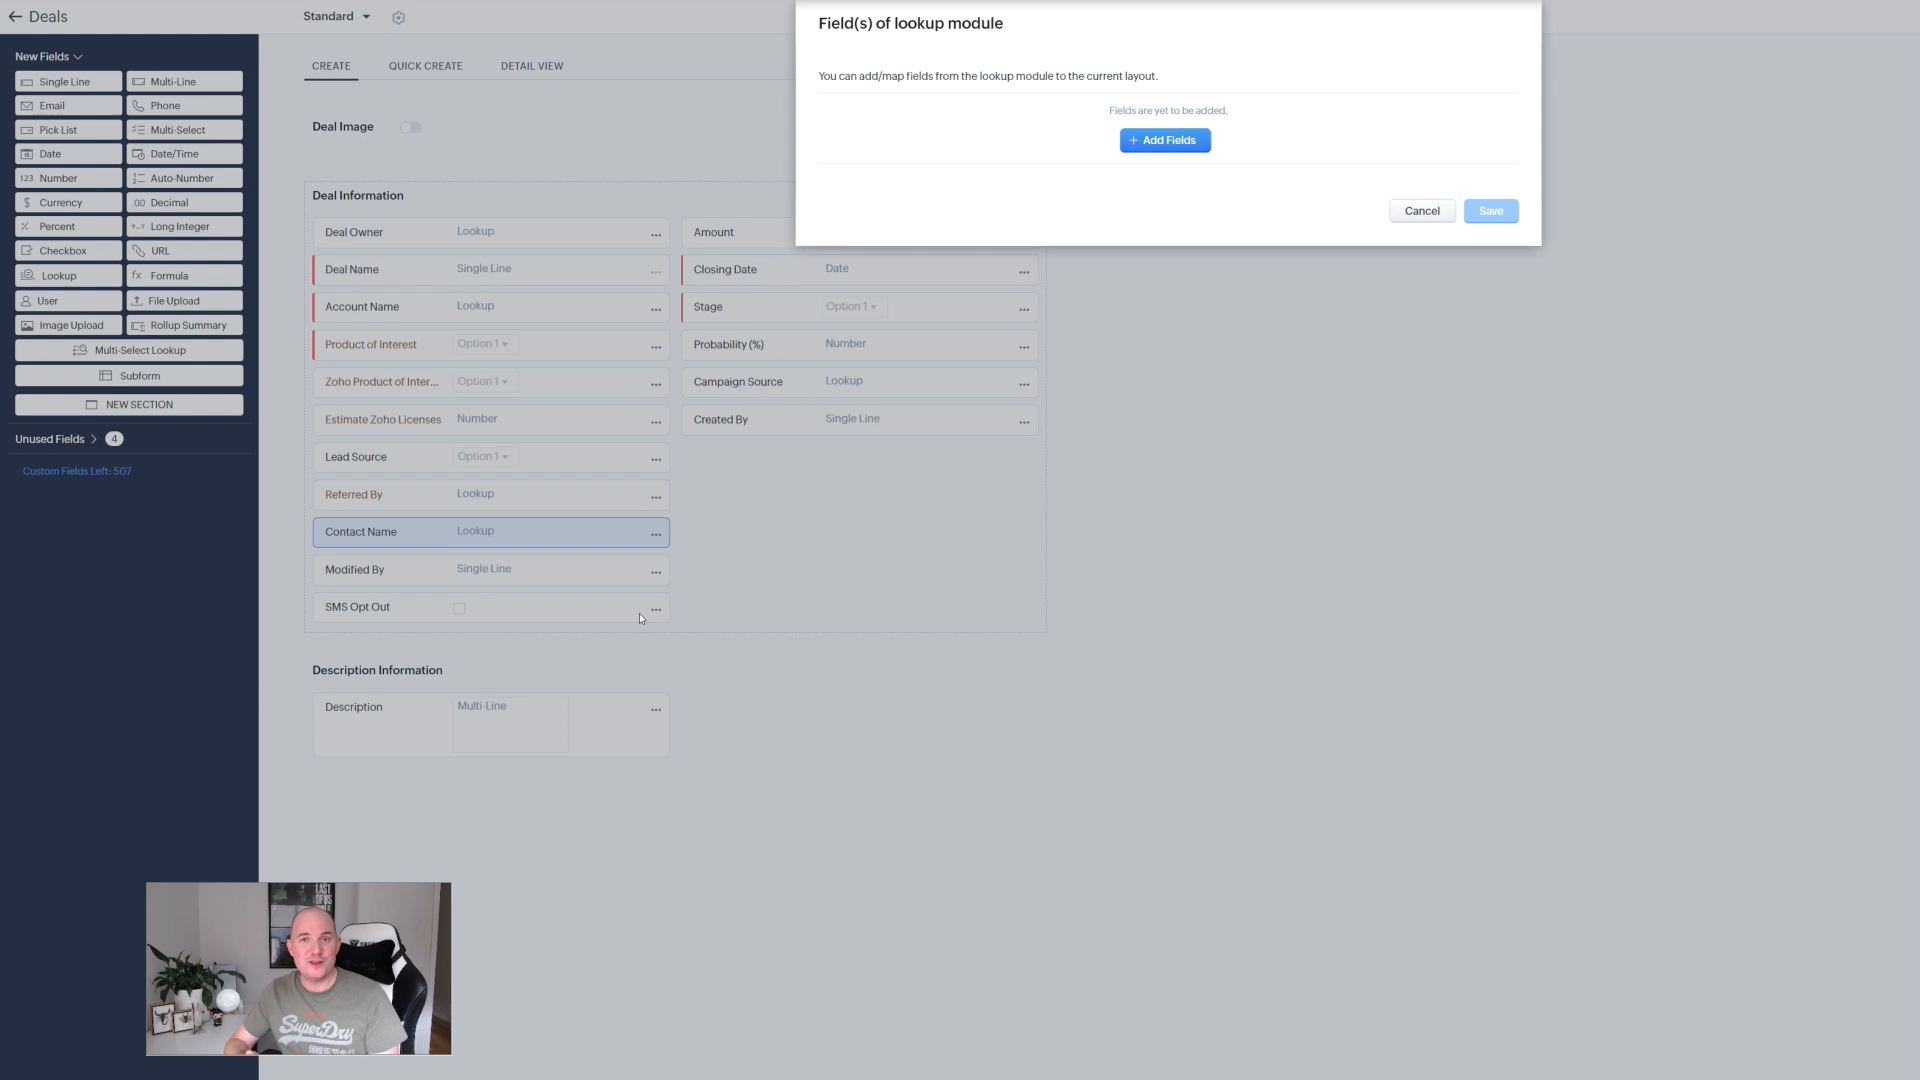 Deals
Standard
New Fields
Single Line
Multi-Line
Email
Phone
Pick List
Multi-Select
Date
Date/Time
123 Number
Auto-Number
$ Currency
.00 Decimal
% Percent
Long Integer
Checkbox
URL
Lookup
fx Formula
User
File Upload
Image Upload
Rollup Summary
Multi-Select Lookup
Subform
NEW SECTION
Unused Fields 4
Custom Fields Left: 507
CREATE
QUICK CREATE
DETAIL VIEW
Deal Image
Deal Information
Deal Owner Lookup ...
Deal Name Single Line ...
Account Name Lookup ...
Product of Interest Option 1 ...
Zoho Product of Inter... Option 1 ...
Estimate Zoho Licenses Number ...
Lead Source Option 1 ...
Referred By Lookup ...
Contact Name Lookup ...
Modified By Single Line ...
SMS Opt Out ...
Amount
Closing Date Date ...
Stage Option 1 ...
Probability (%) Number ...
Campaign Source Lookup ...
Created By Single Line ...
Description Information
Description Multi-Line ...
Field(s) of lookup module
You can add/map fields from the lookup module to the current layout.
Fields are yet to be added.
+ Add Fields
Cancel
Save
LAST
OF US
SuperDry